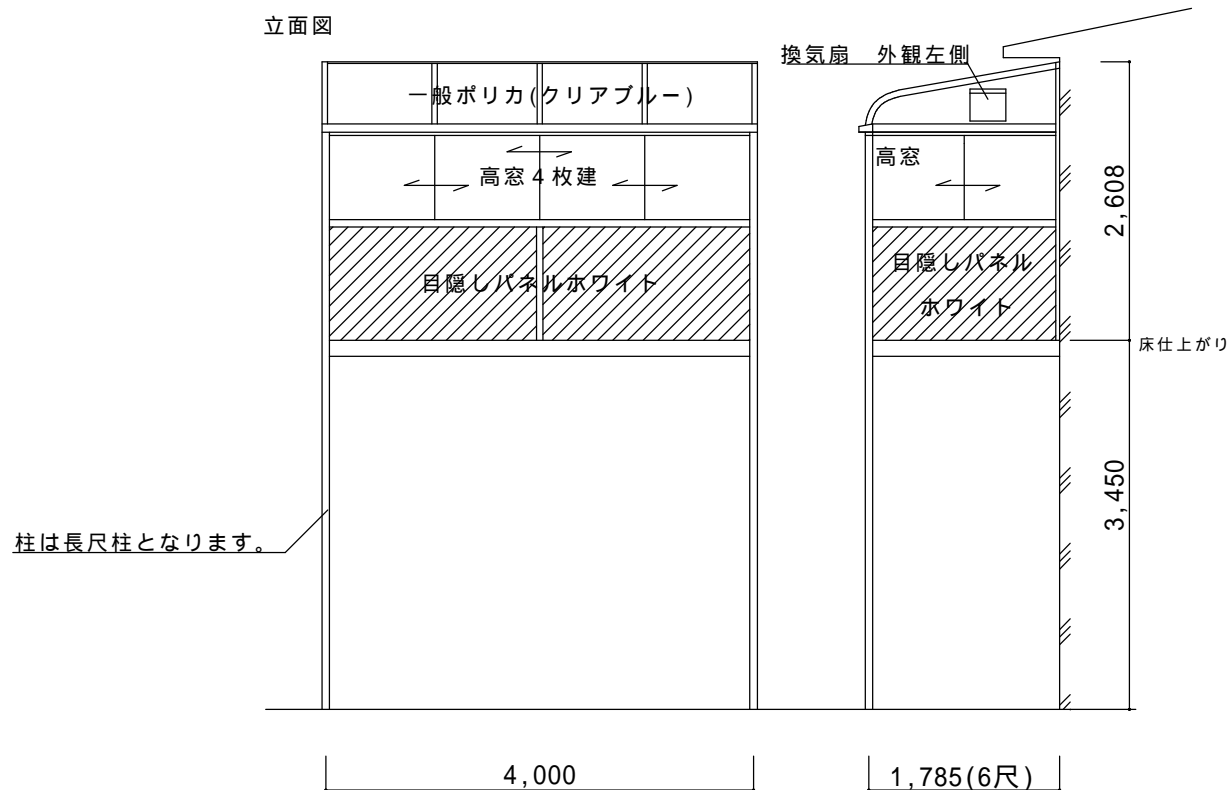 立面図
換気扇　外観左側
一般ポリカ(クリアブルー)
高窓４枚建
高窓
目隠しパネルホワイト
目隠しパネル
ホワイト
2,608
床仕上がり
3,450
柱は長尺柱となります。
4,000
1,785(6尺)